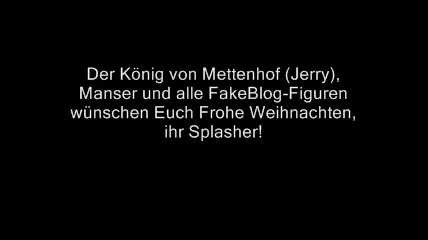 Der König von Mettenhof (Jerry),
Manser und alle FakeBlog-Figuren
wünschen Euch Frohe Weihnachten,
ihr Splasher!